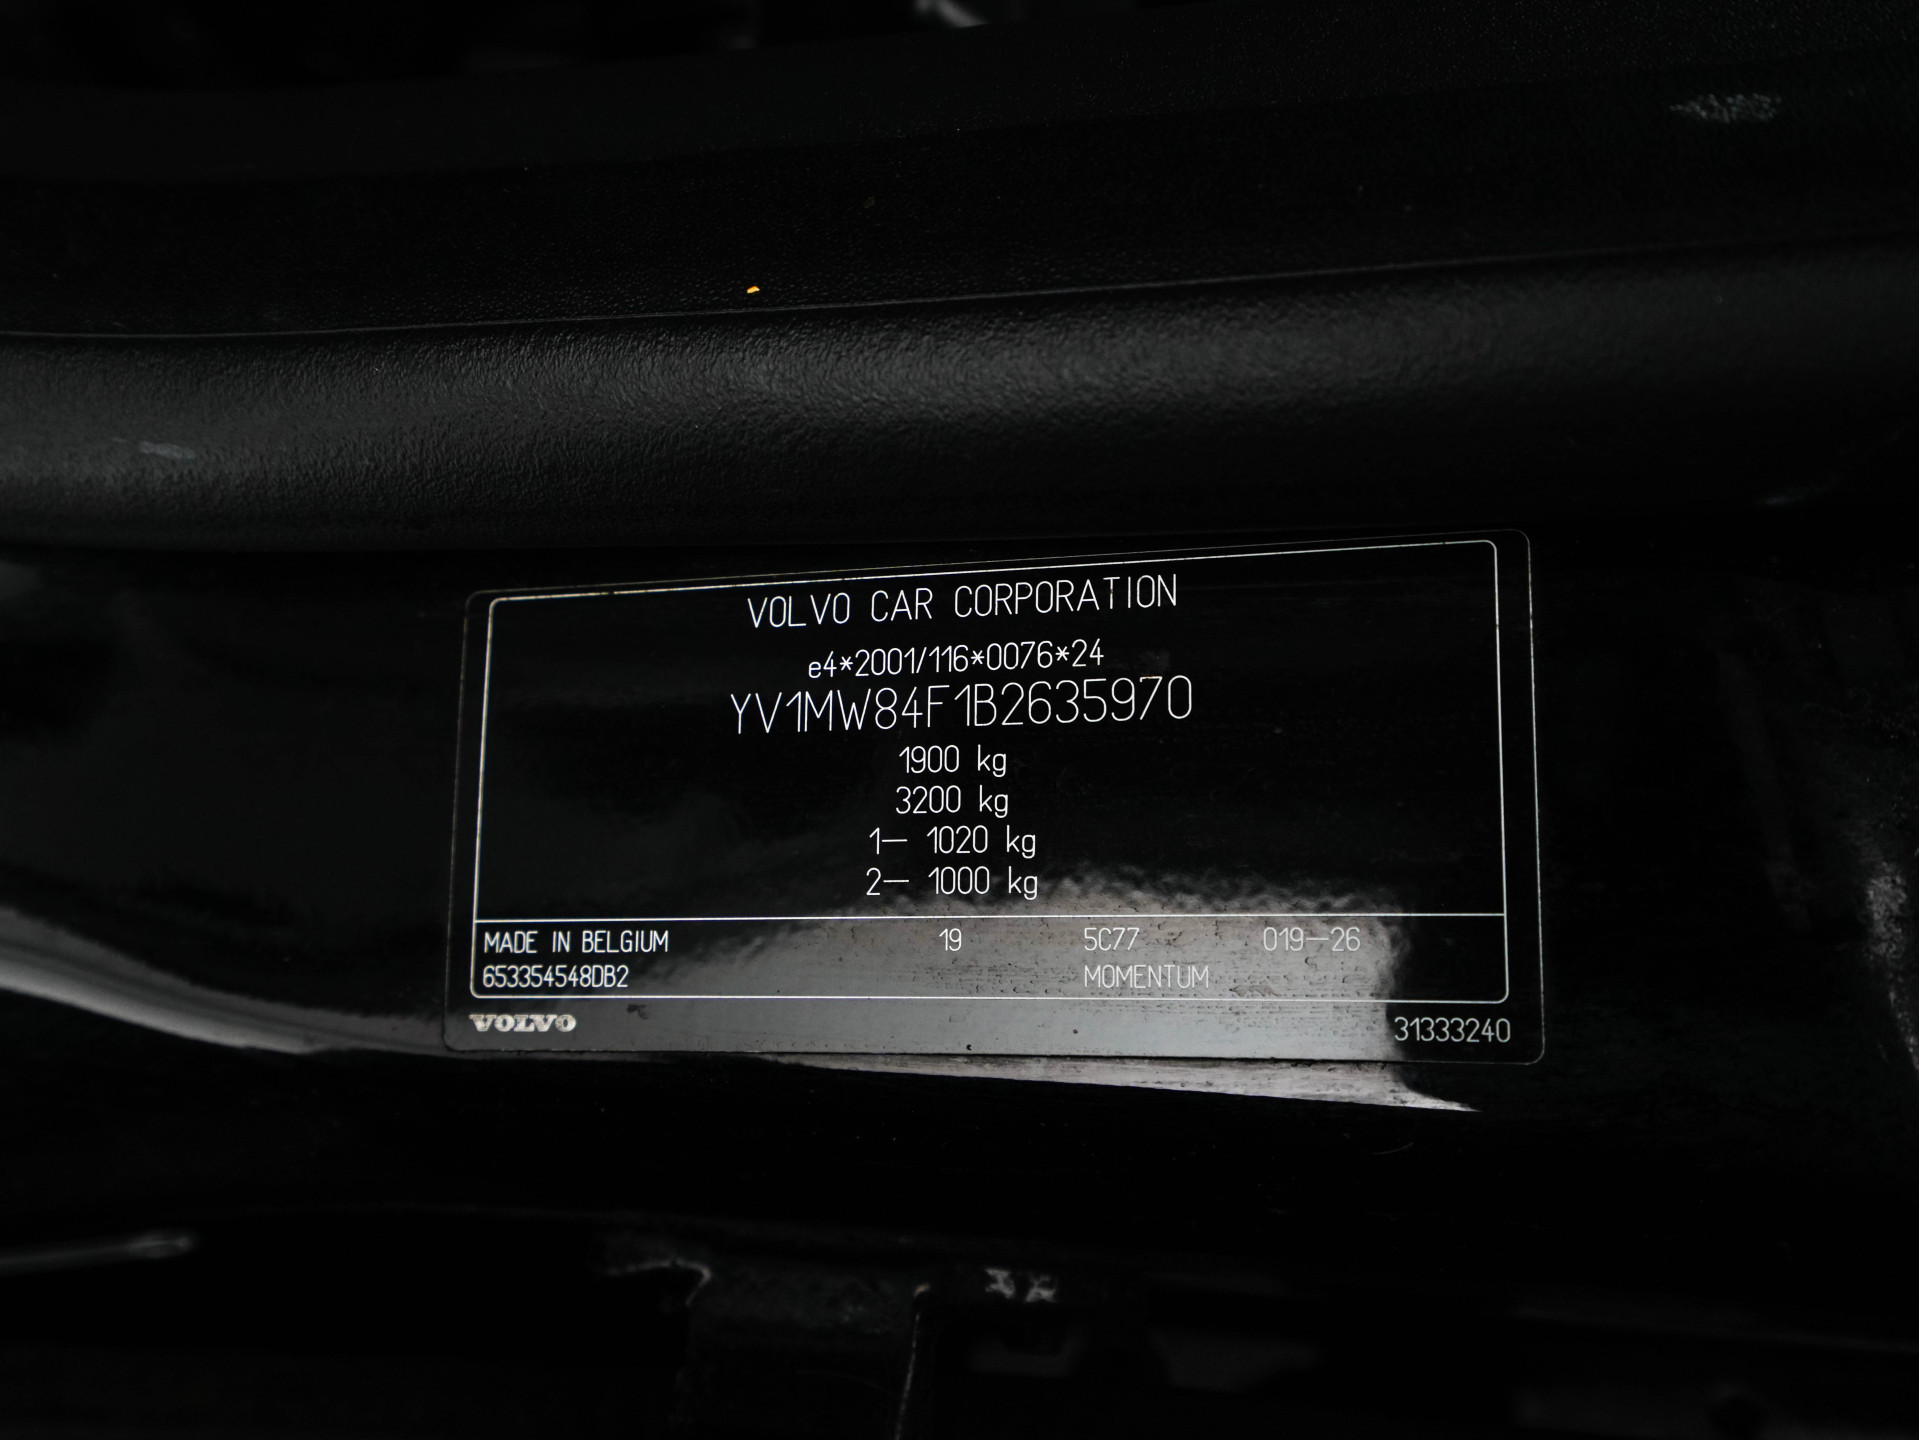 VOLVO CAR CORPORATION
e4*2001/116*0076*24
YV1MW84F1B2635970
1900 kg
3200 kg
1— 1020 kg
2— 1000 kg
MADE IN BELGIUM 19 5C77 019—26
653354548DB2 MOMENTUM
VOLVO 31333240